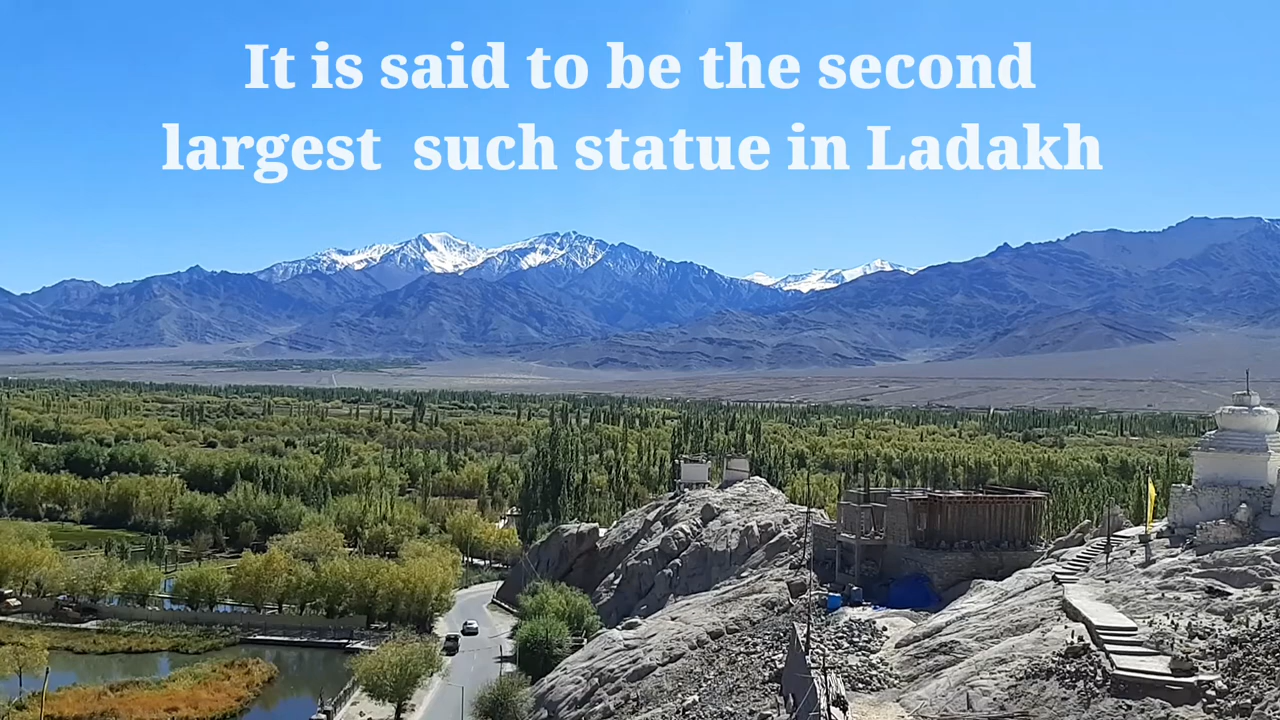 It is said to be the second
largest such statue in Ladakh